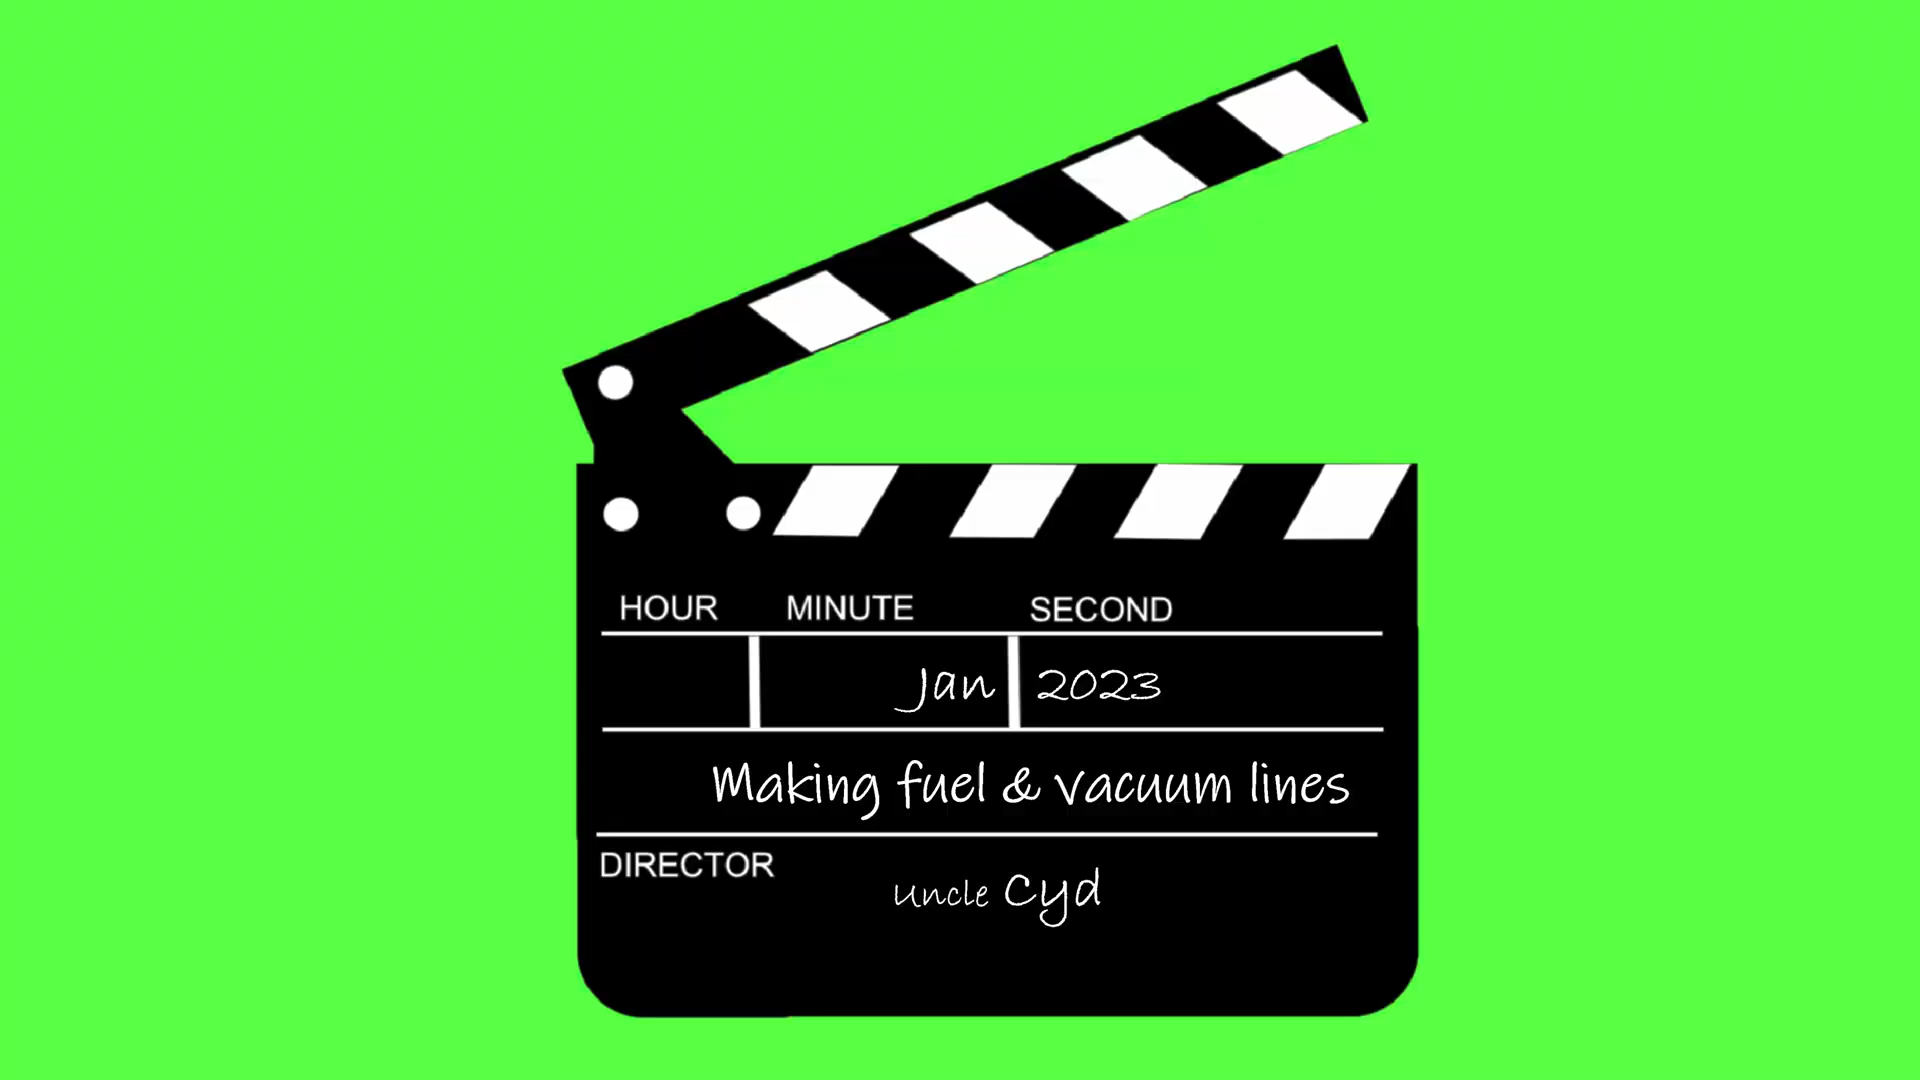 HOUR MINUTE SECOND
Jan 2023
Making fuel & vacuum lines
DIRECTOR
Uncle Cyd